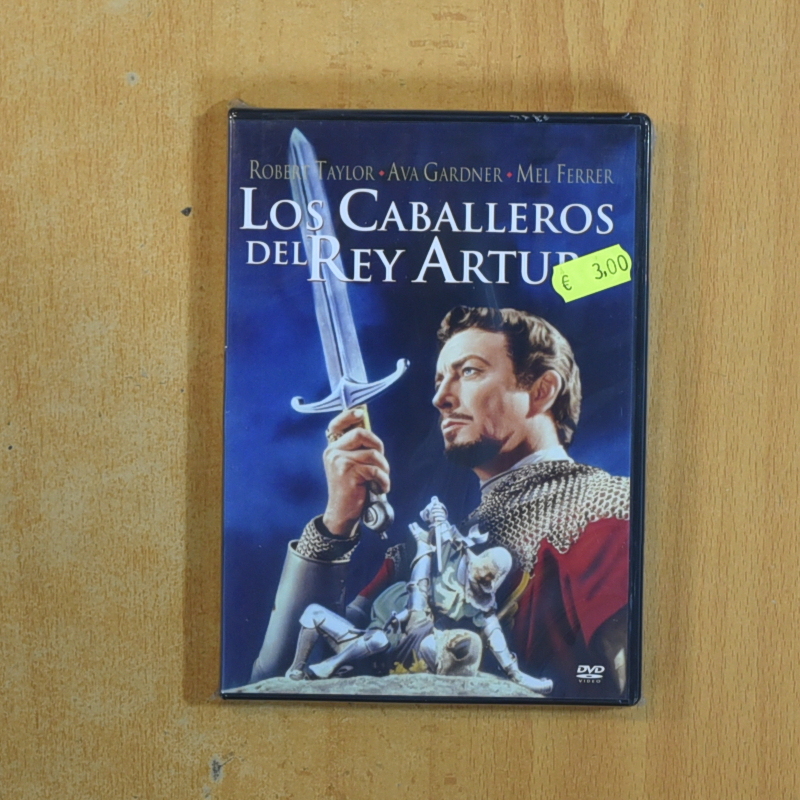 ROBERT TAYLOR • AVA GARDNER • MEL FERRER
LOS CABALLEROS
DEL REY ARTUR
€ 3,00
DVD
VIDEO